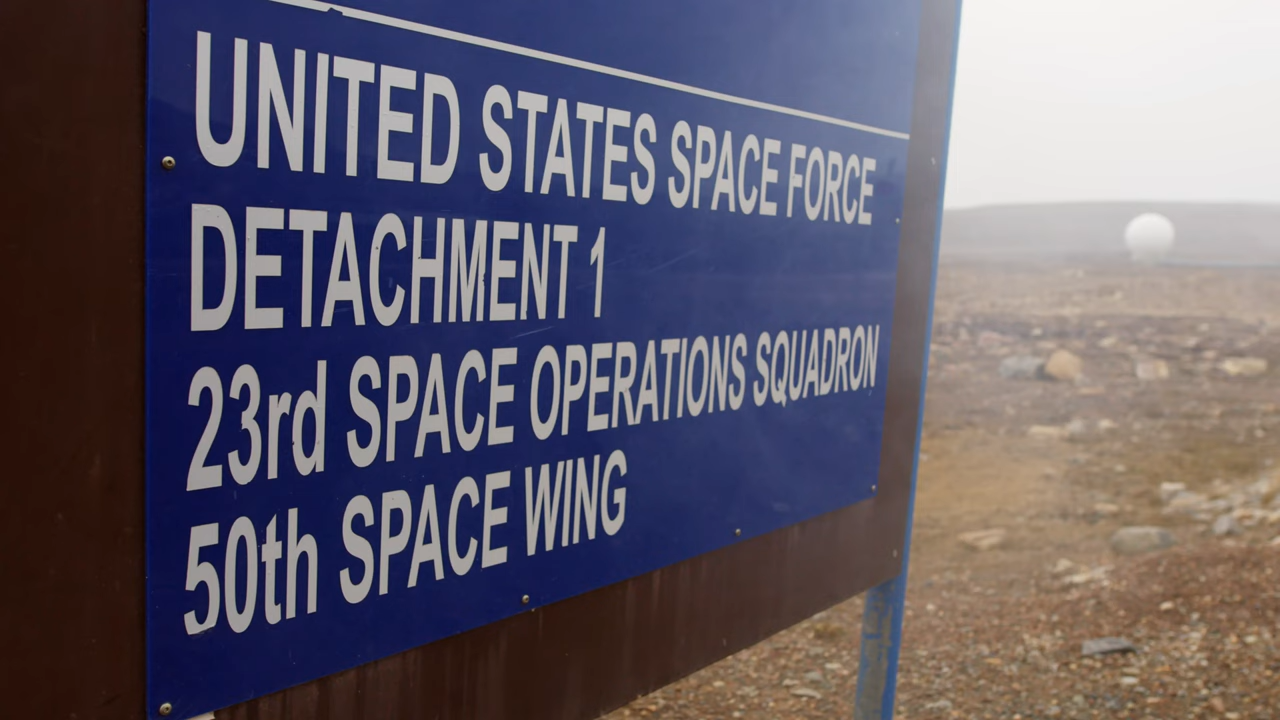 UNITED STATES SPACE FORCE
DETACHMENT 1
23rd SPACE OPERATIONS SQUADRON
50th SPACE WING